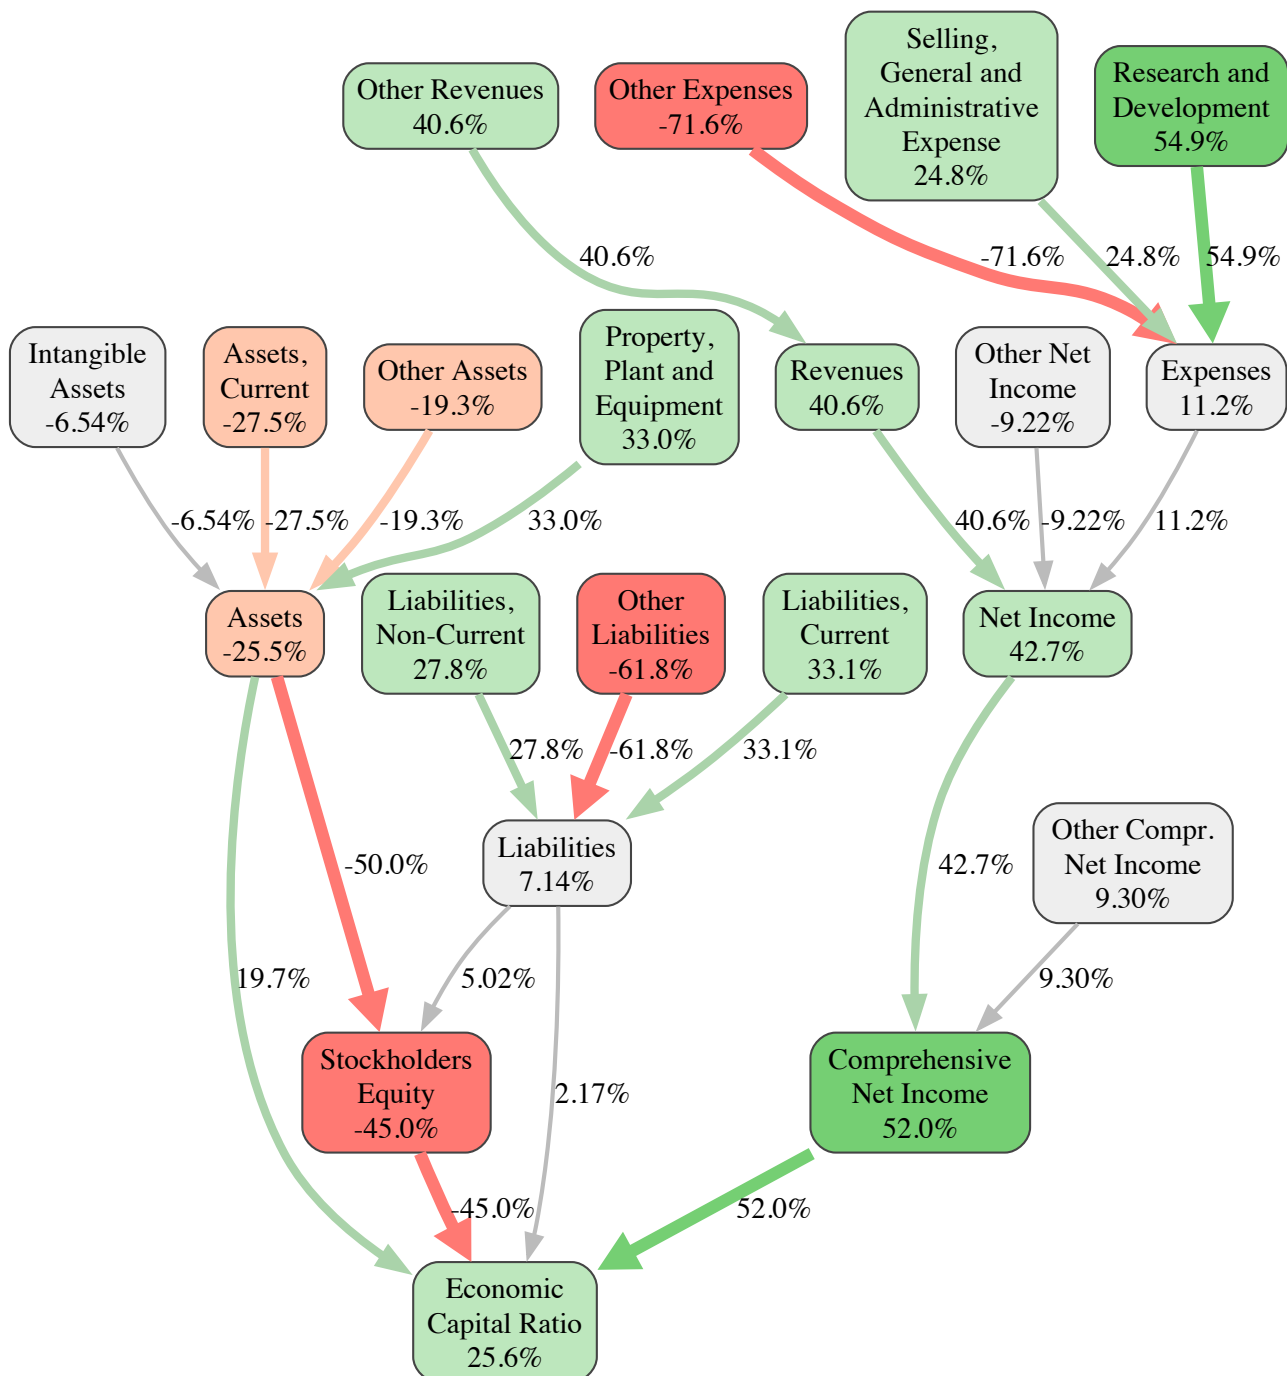 Other Revenues
40.6%
Other Expenses
-71.6%
Selling,
General and
Administrative
Expense
24.8%
Research and
Development
54.9%
40.6%
-71.6%
24.8%
54.9%
Intangible
Assets
-6.54%
Assets,
Current
-27.5%
Other Assets
-19.3%
Property,
Plant and
Equipment
33.0%
Revenues
40.6%
Other Net
Income
-9.22%
Expenses
11.2%
-6.54%
-27.5%
-19.3%
33.0%
40.6%
-9.22%
11.2%
Assets
-25.5%
Liabilities,
Non-Current
27.8%
Other
Liabilities
-61.8%
Liabilities,
Current
33.1%
Net Income
42.7%
27.8%
-61.8%
33.1%
Liabilities
7.14%
Other Compr.
Net Income
9.30%
-50.0%
42.7%
19.7%
5.02%
9.30%
Stockholders
Equity
-45.0%
2.17%
Comprehensive
Net Income
52.0%
-45.0%
52.0%
Economic
Capital Ratio
25.6%